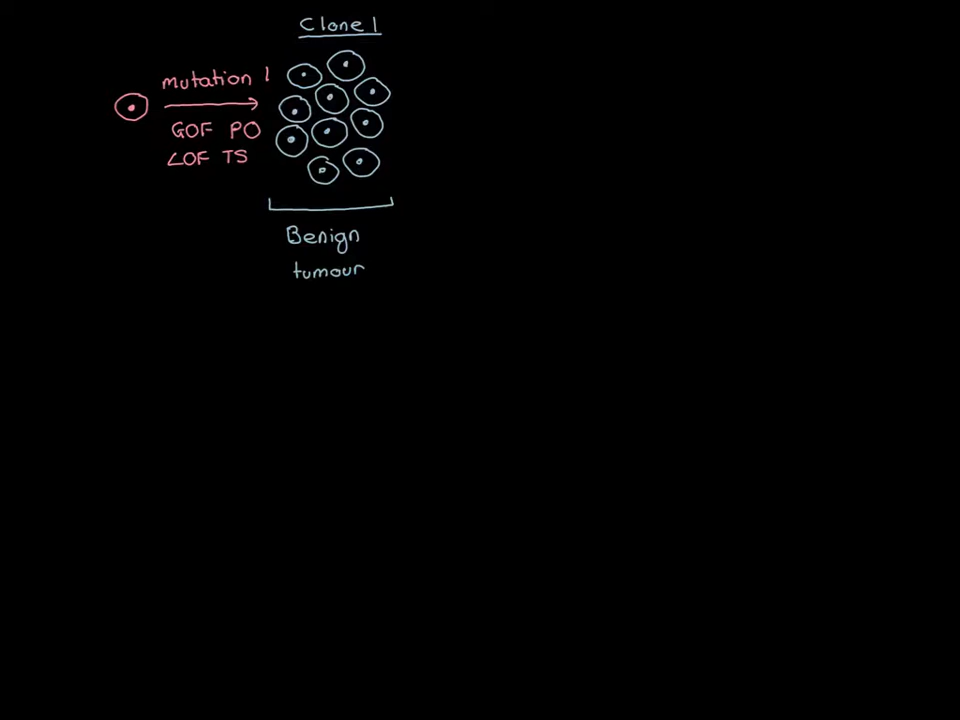 Clone 1
mutation 1
GOF PO
LOF TS
Benign
tumour